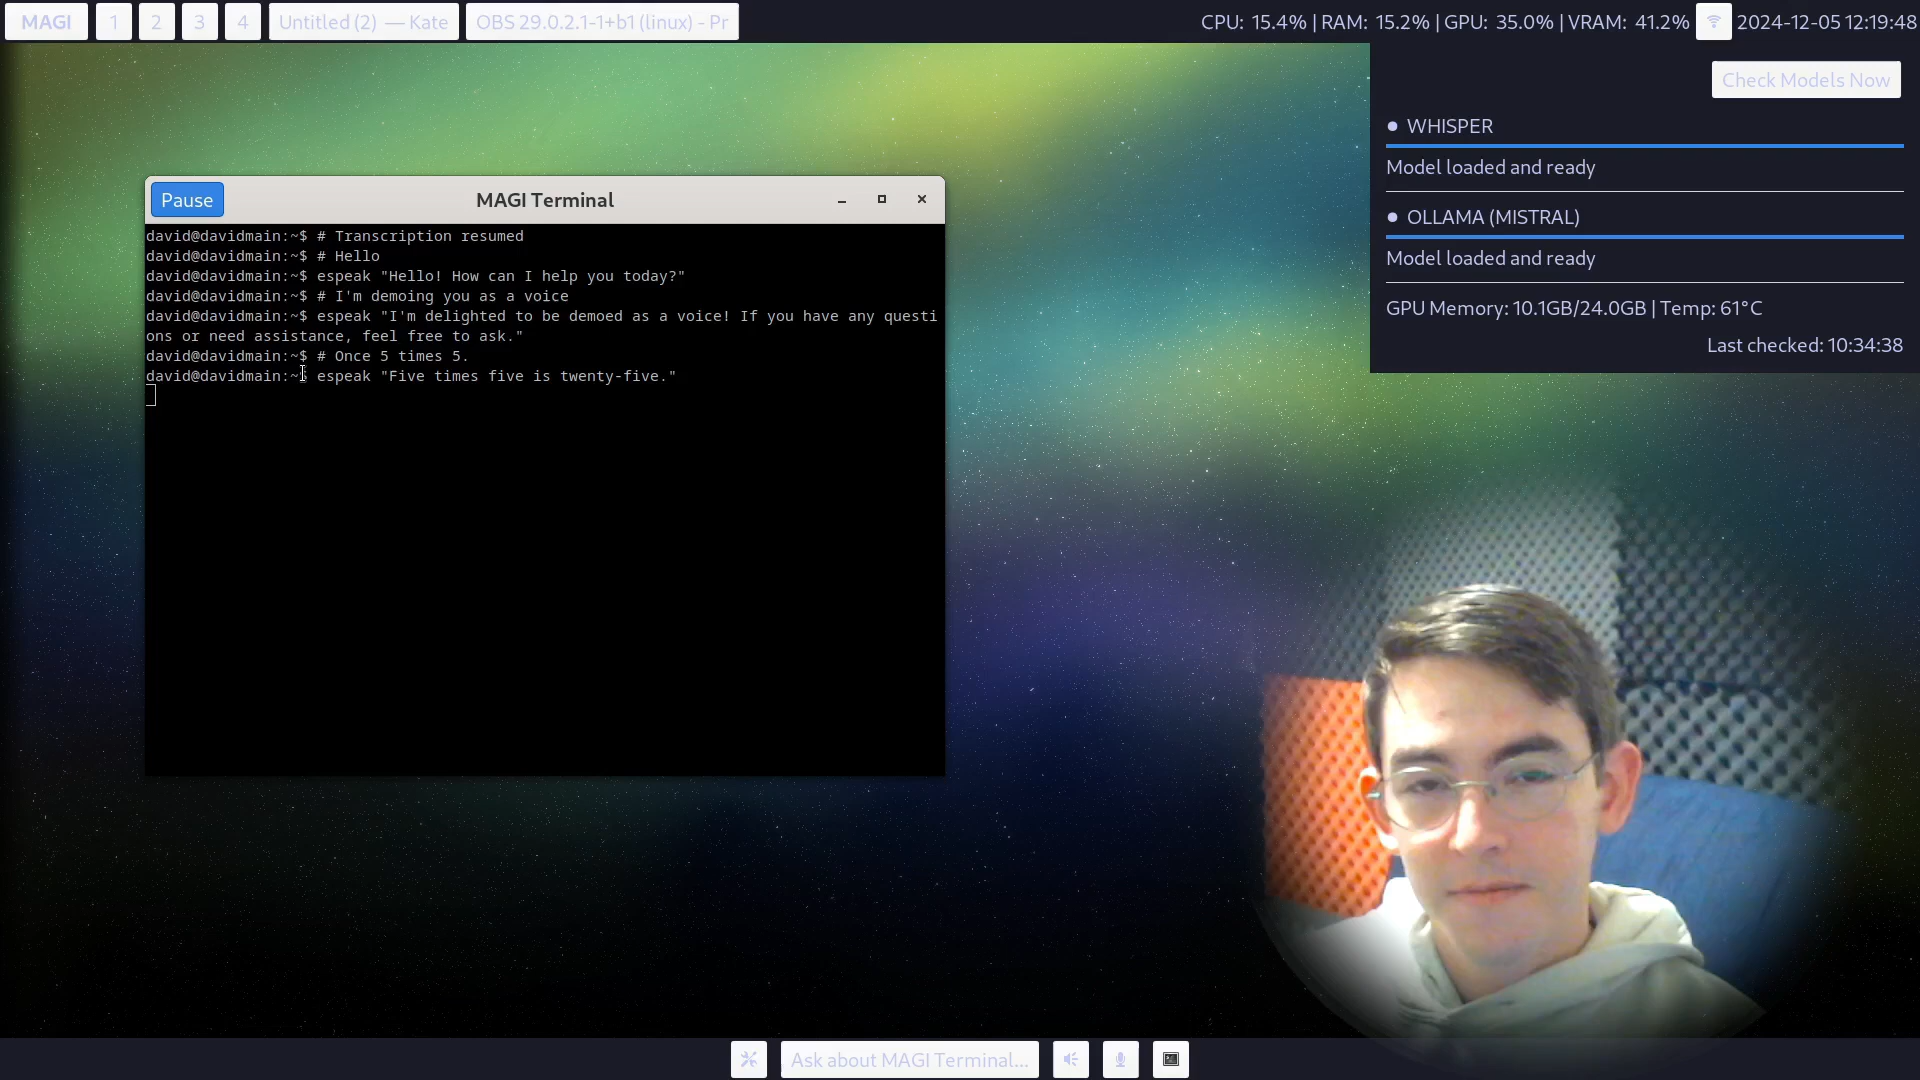 MAGI 1 2 3 4 Untitled (2) — Kate OBS 29.0.2.1-1+b1 (linux) - Pr CPU: 15.4% | RAM: 15.2% | GPU: 35.0% | VRAM: 41.2% 2024-12-05 12:19:48
Check Models Now
● WHISPER
Model loaded and ready
● OLLAMA (MISTRAL)
Model loaded and ready
GPU Memory: 10.1GB/24.0GB | Temp: 61°C
Last checked: 10:34:38
Pause MAGI Terminal
david@davidmain:~$ # Transcription resumed
david@davidmain:~$ # Hello
david@davidmain:~$ espeak "Hello! How can I help you today?"
david@davidmain:~$ # I'm demoing you as a voice
david@davidmain:~$ espeak "I'm delighted to be demoed as a voice! If you have any questi
ons or need assistance, feel free to ask."
david@davidmain:~$ # Once 5 times 5.
david@davidmain:~$ espeak "Five times five is twenty-five."
Ask about MAGI Terminal...